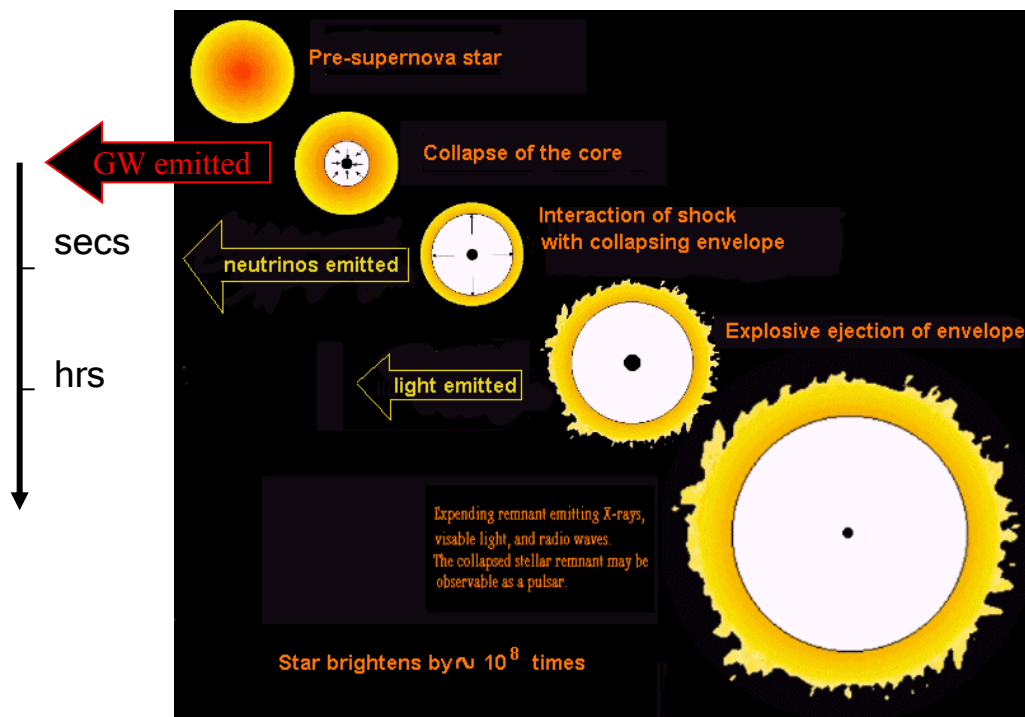 Pre-supernova star
GW emitted
Collapse of the core
secs
Interaction of shock
with collapsing envelope
neutrinos emitted
Explosive ejection of envelope
hrs
light emitted
Expending remnant emitting X-rays,
visable light, and radio waves.
The collapsed stellar remnant may be
observable as a pulsar.
Star brightens by ~ 10⁸ times